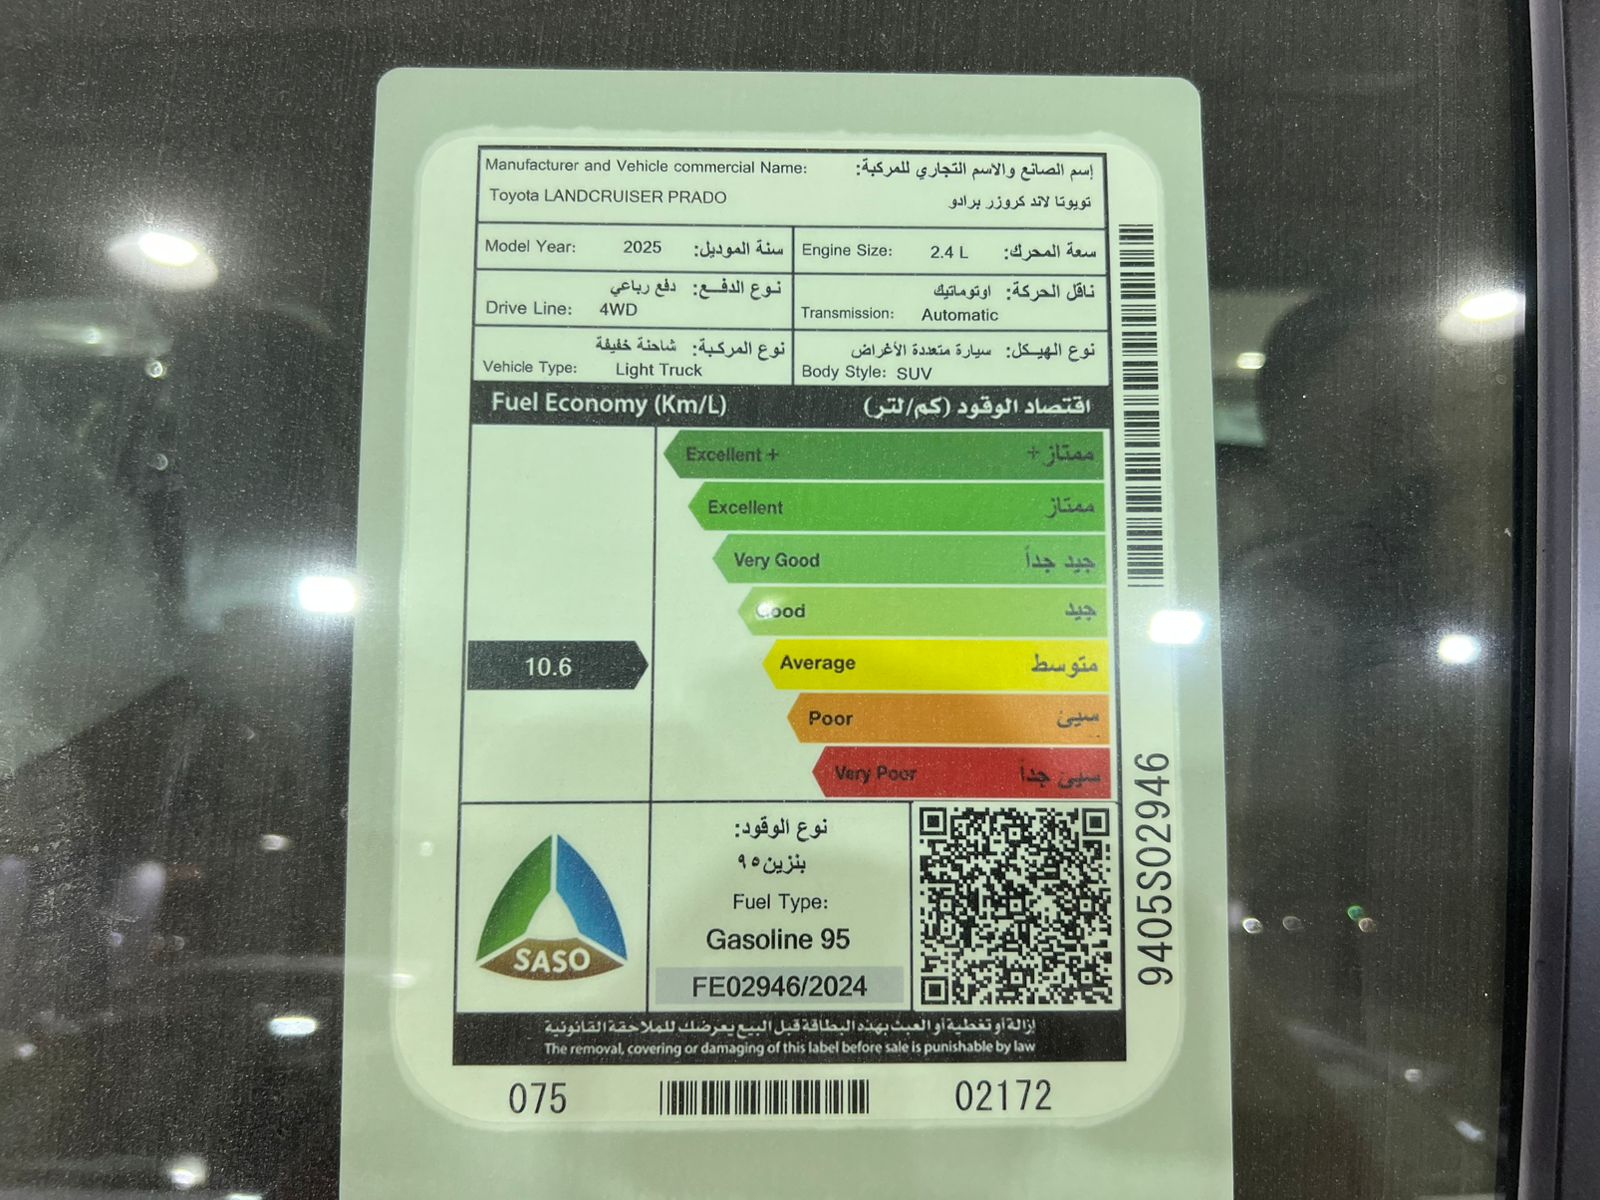 Manufacturer and Vehicle commercial Name: إسم الصانع والاسم التجاري للمركبة:
Toyota LANDCRUISER PRADO تويوتا لاند كروزر برادو
Model Year: 2025 سنة الموديل:
Engine Size: 2.4 L سعة المحرك:
نوع الدفع: دفع رباعي
Drive Line: 4WD
ناقل الحركة: اوتوماتيك
Transmission: Automatic
نوع المركبة: شاحنة خفيفة
Vehicle Type: Light Truck
نوع الهيكل: سيارة متعددة الأغراض
Body Style: SUV
Fuel Economy (Km/L) اقتصاد الوقود (كم/لتر)
Excellent + ممتاز +
Excellent ممتاز
Very Good جيد جداً
Good جيد
10.6
Average متوسط
Poor سيئ
Very Poor سيئ جداً
SASO
نوع الوقود:
بنزين ٩٥
Fuel Type:
Gasoline 95
FE02946/2024
إزالة أو تغطية أو العبث بهذه البطاقة قبل البيع يعرضك للملاحقة القانونية
The removal, covering or damaging of this label before sale is punishable by law
075 02172
9405S02946